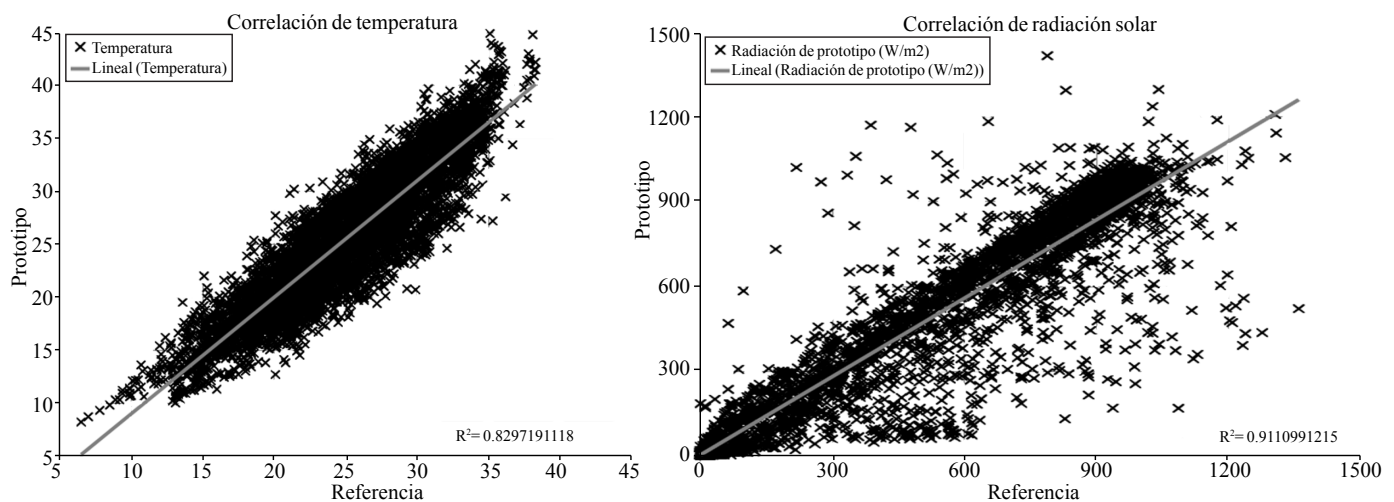 Correlación de temperatura
45
40
35
30
25
20
15
10
5
Prototipo
Temperatura
Lineal (Temperatura)
R²= 0.8297191118
5 10 15 20 25 30 35 40 45
Referencia
Correlación de radiación solar
1500
1200
900
600
300
0
Prototipo
Radiación de prototipo (W/m2)
Lineal (Radiación de prototipo (W/m2))
R²= 0.9110991215
0 300 600 900 1200 1500
Referencia